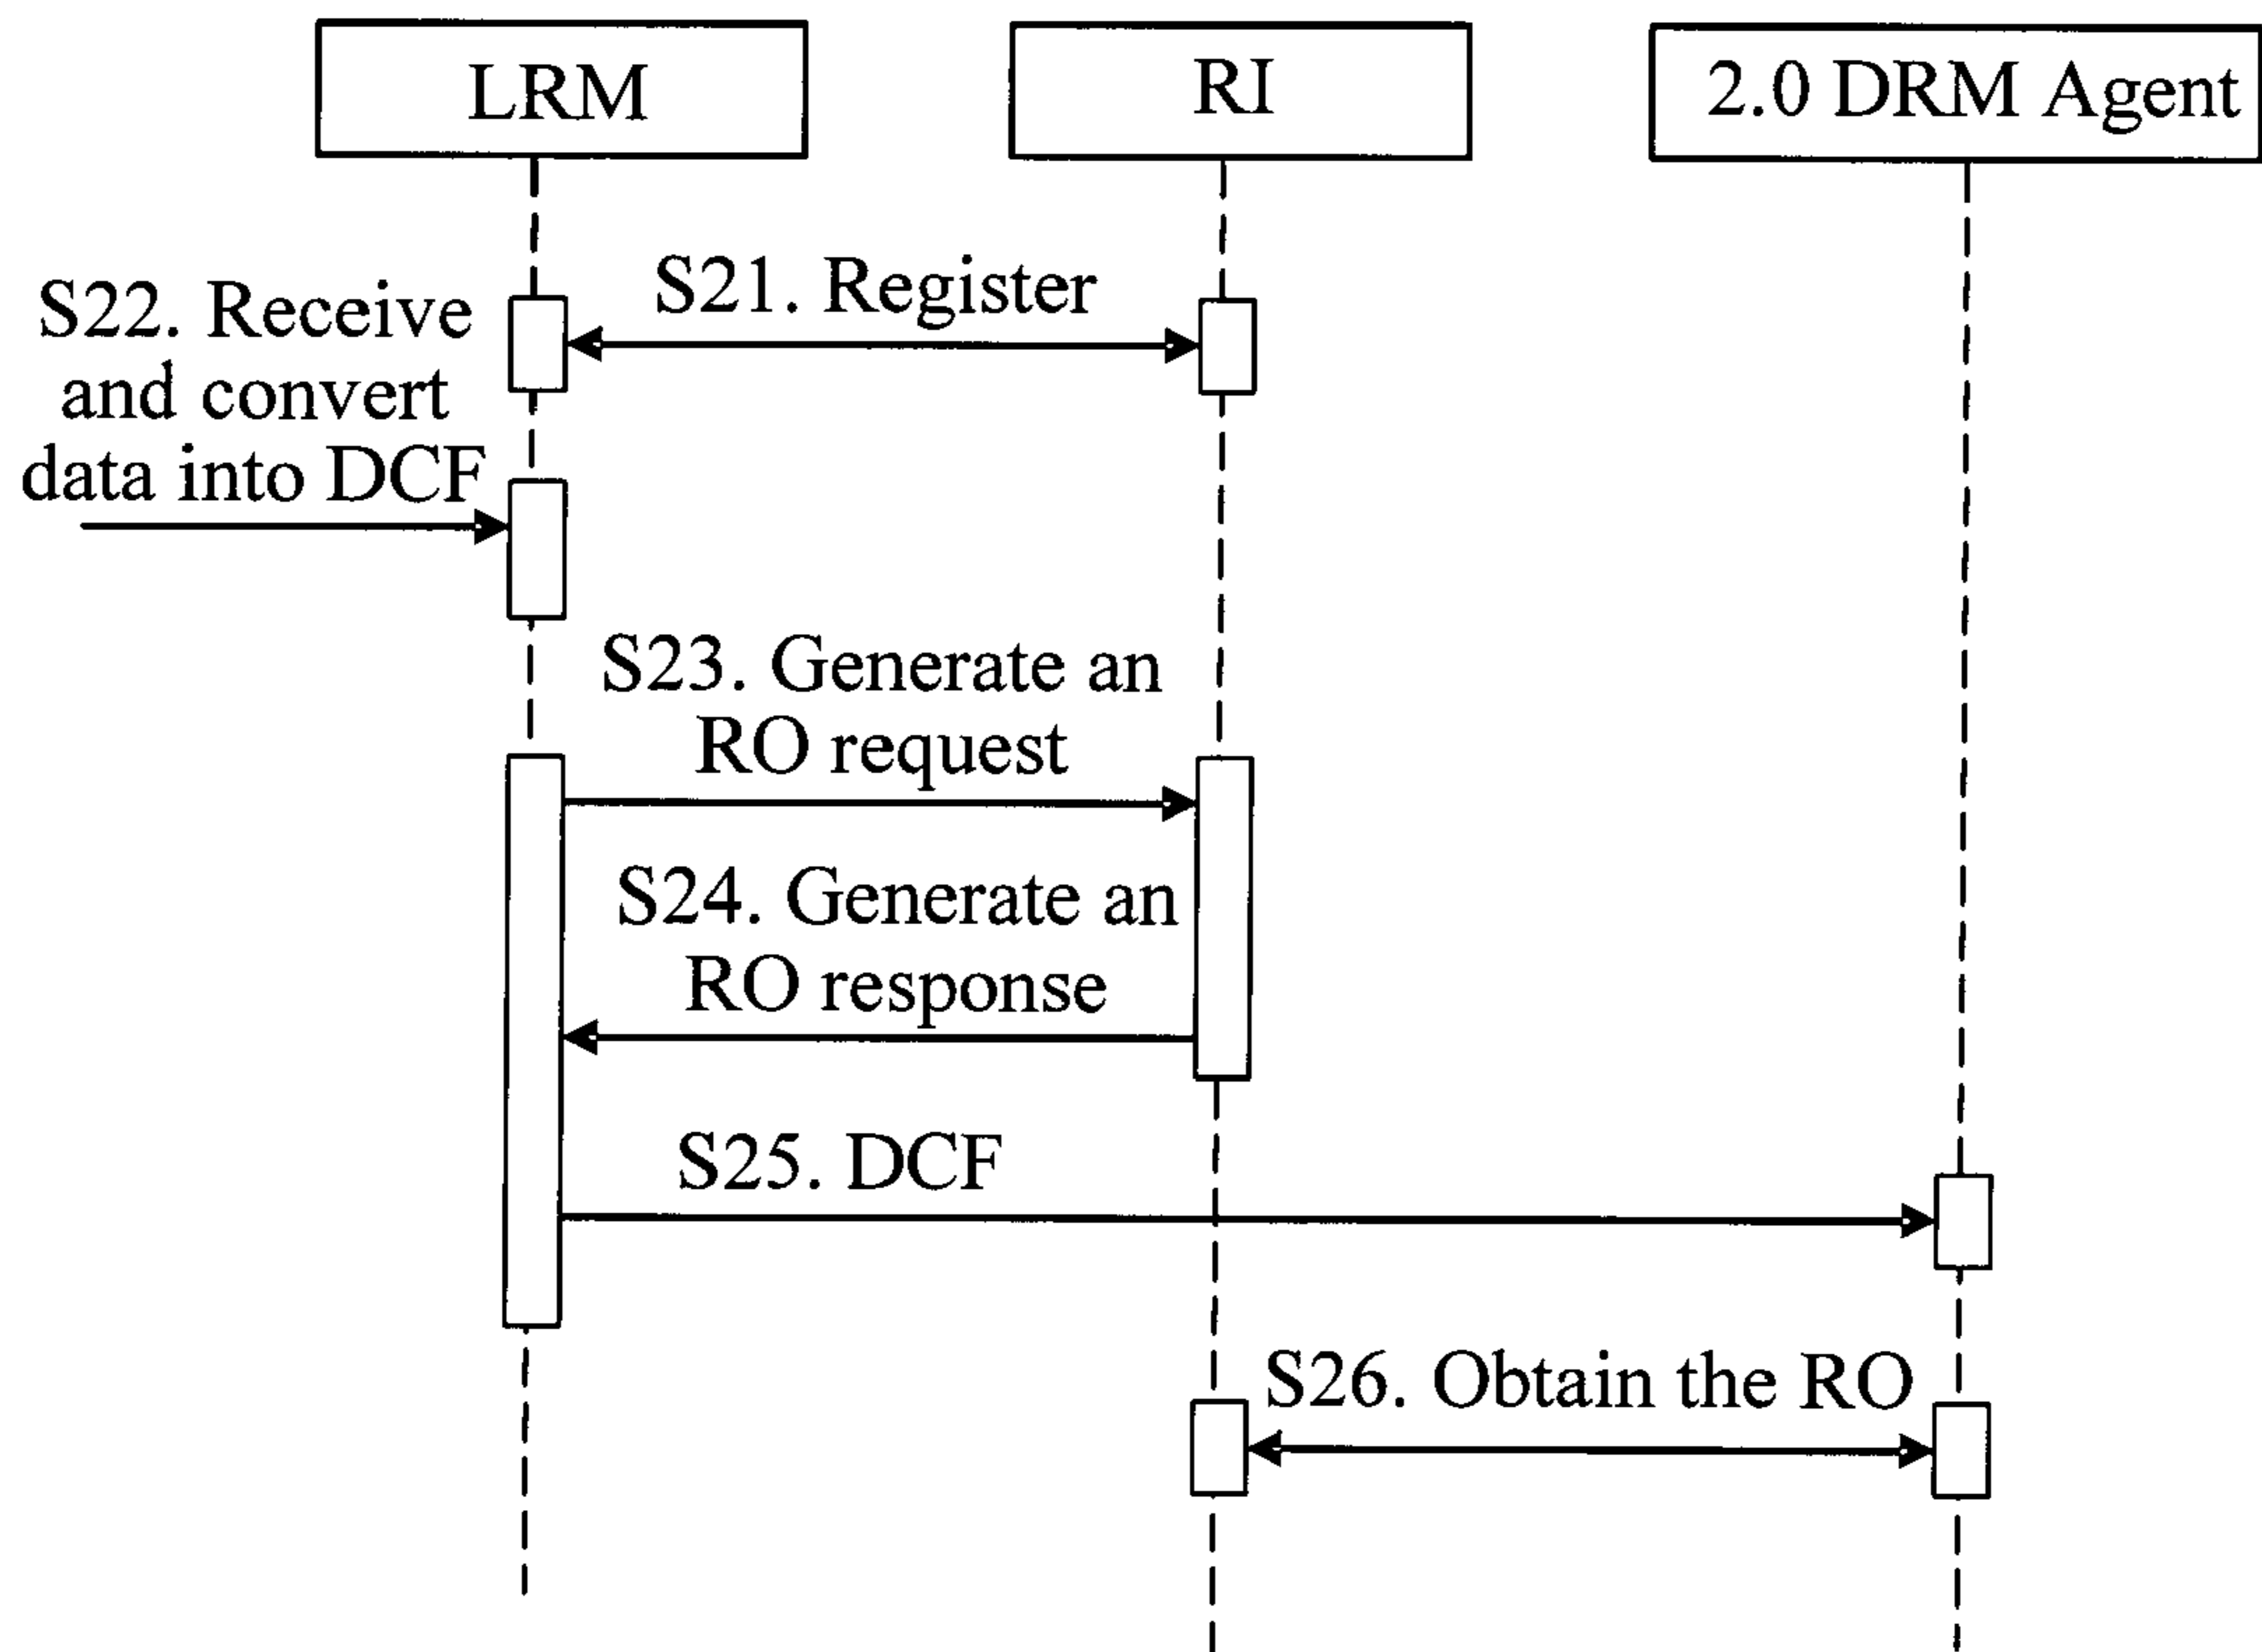 LRM
RI
2.0 DRM Agent
S21. Register
S22. Receive
and convert
data into DCF
S23. Generate an
RO request
S24. Generate an
RO response
S25. DCF
S26. Obtain the RO